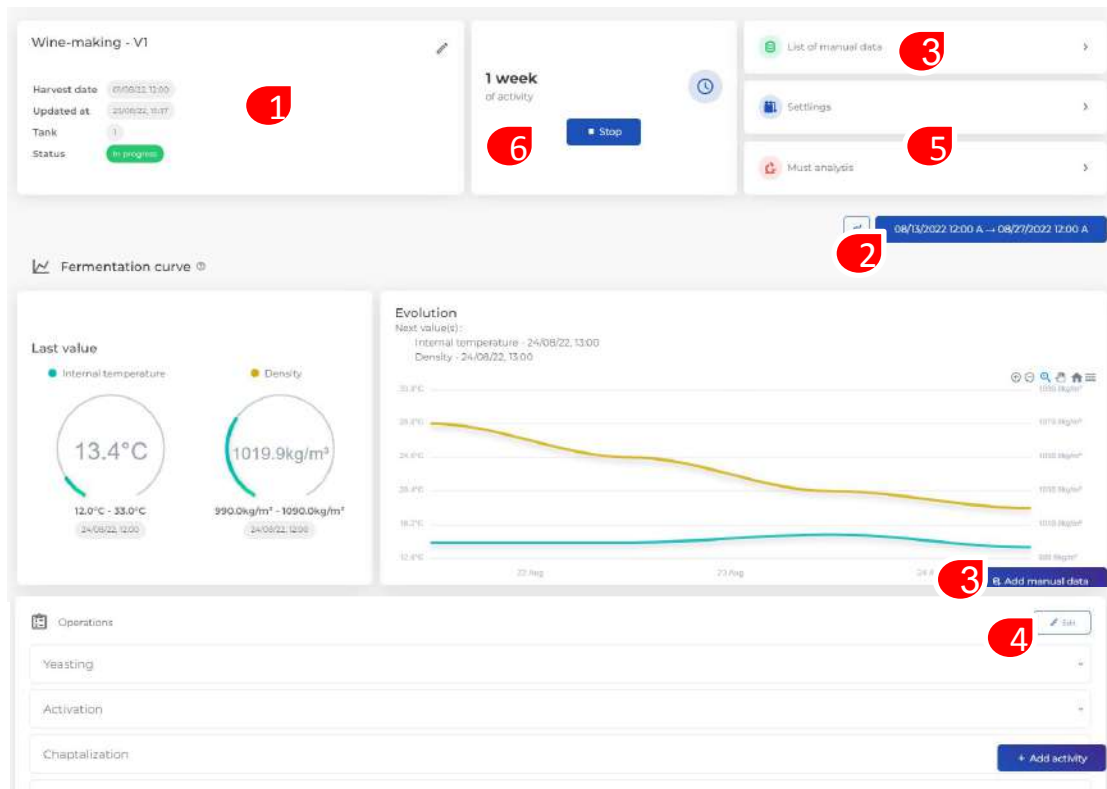 Wine-making - V1
Harvest date
Updated at
Tank 1
Status In progress
1
1 week
of activity
Stop
6
List of manual data
3
Settings
5
Must analysis
08/13/2022 12:00 A → 08/27/2022 12:00 A
2
Fermentation curve
Last value
Internal temperature
Density
13.4°C
1019.9kg/m³
12.0°C - 33.0°C
990.0kg/m³ - 1090.0kg/m³
24/08/22, 12:00
24/08/22, 12:00
Evolution
Next value(s) :
Internal temperature - 24/08/22, 13:00
Density - 24/08/22, 13:00
22 Aug
23 Aug
3
Add manual data
Operations
Edit
4
Yeasting
Activation
Chaptalization
+ Add activity